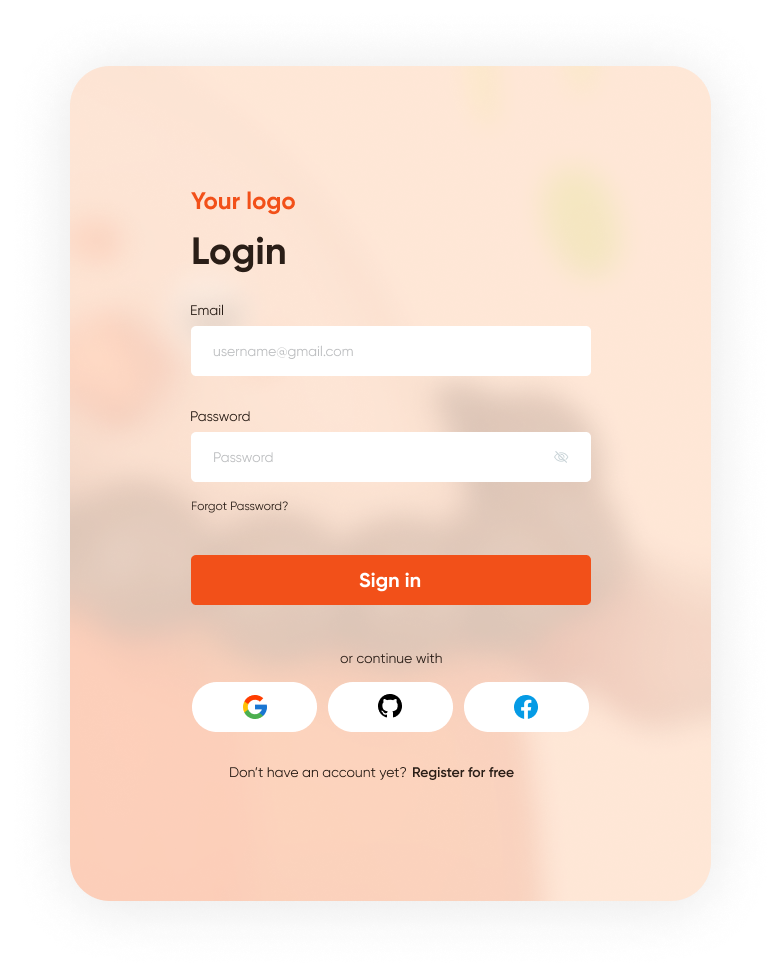 Your logo
Login
Email
username@gmail.com
Password
Password
Forgot Password?
Sign in
or continue with
Don’t have an account yet? Register for free